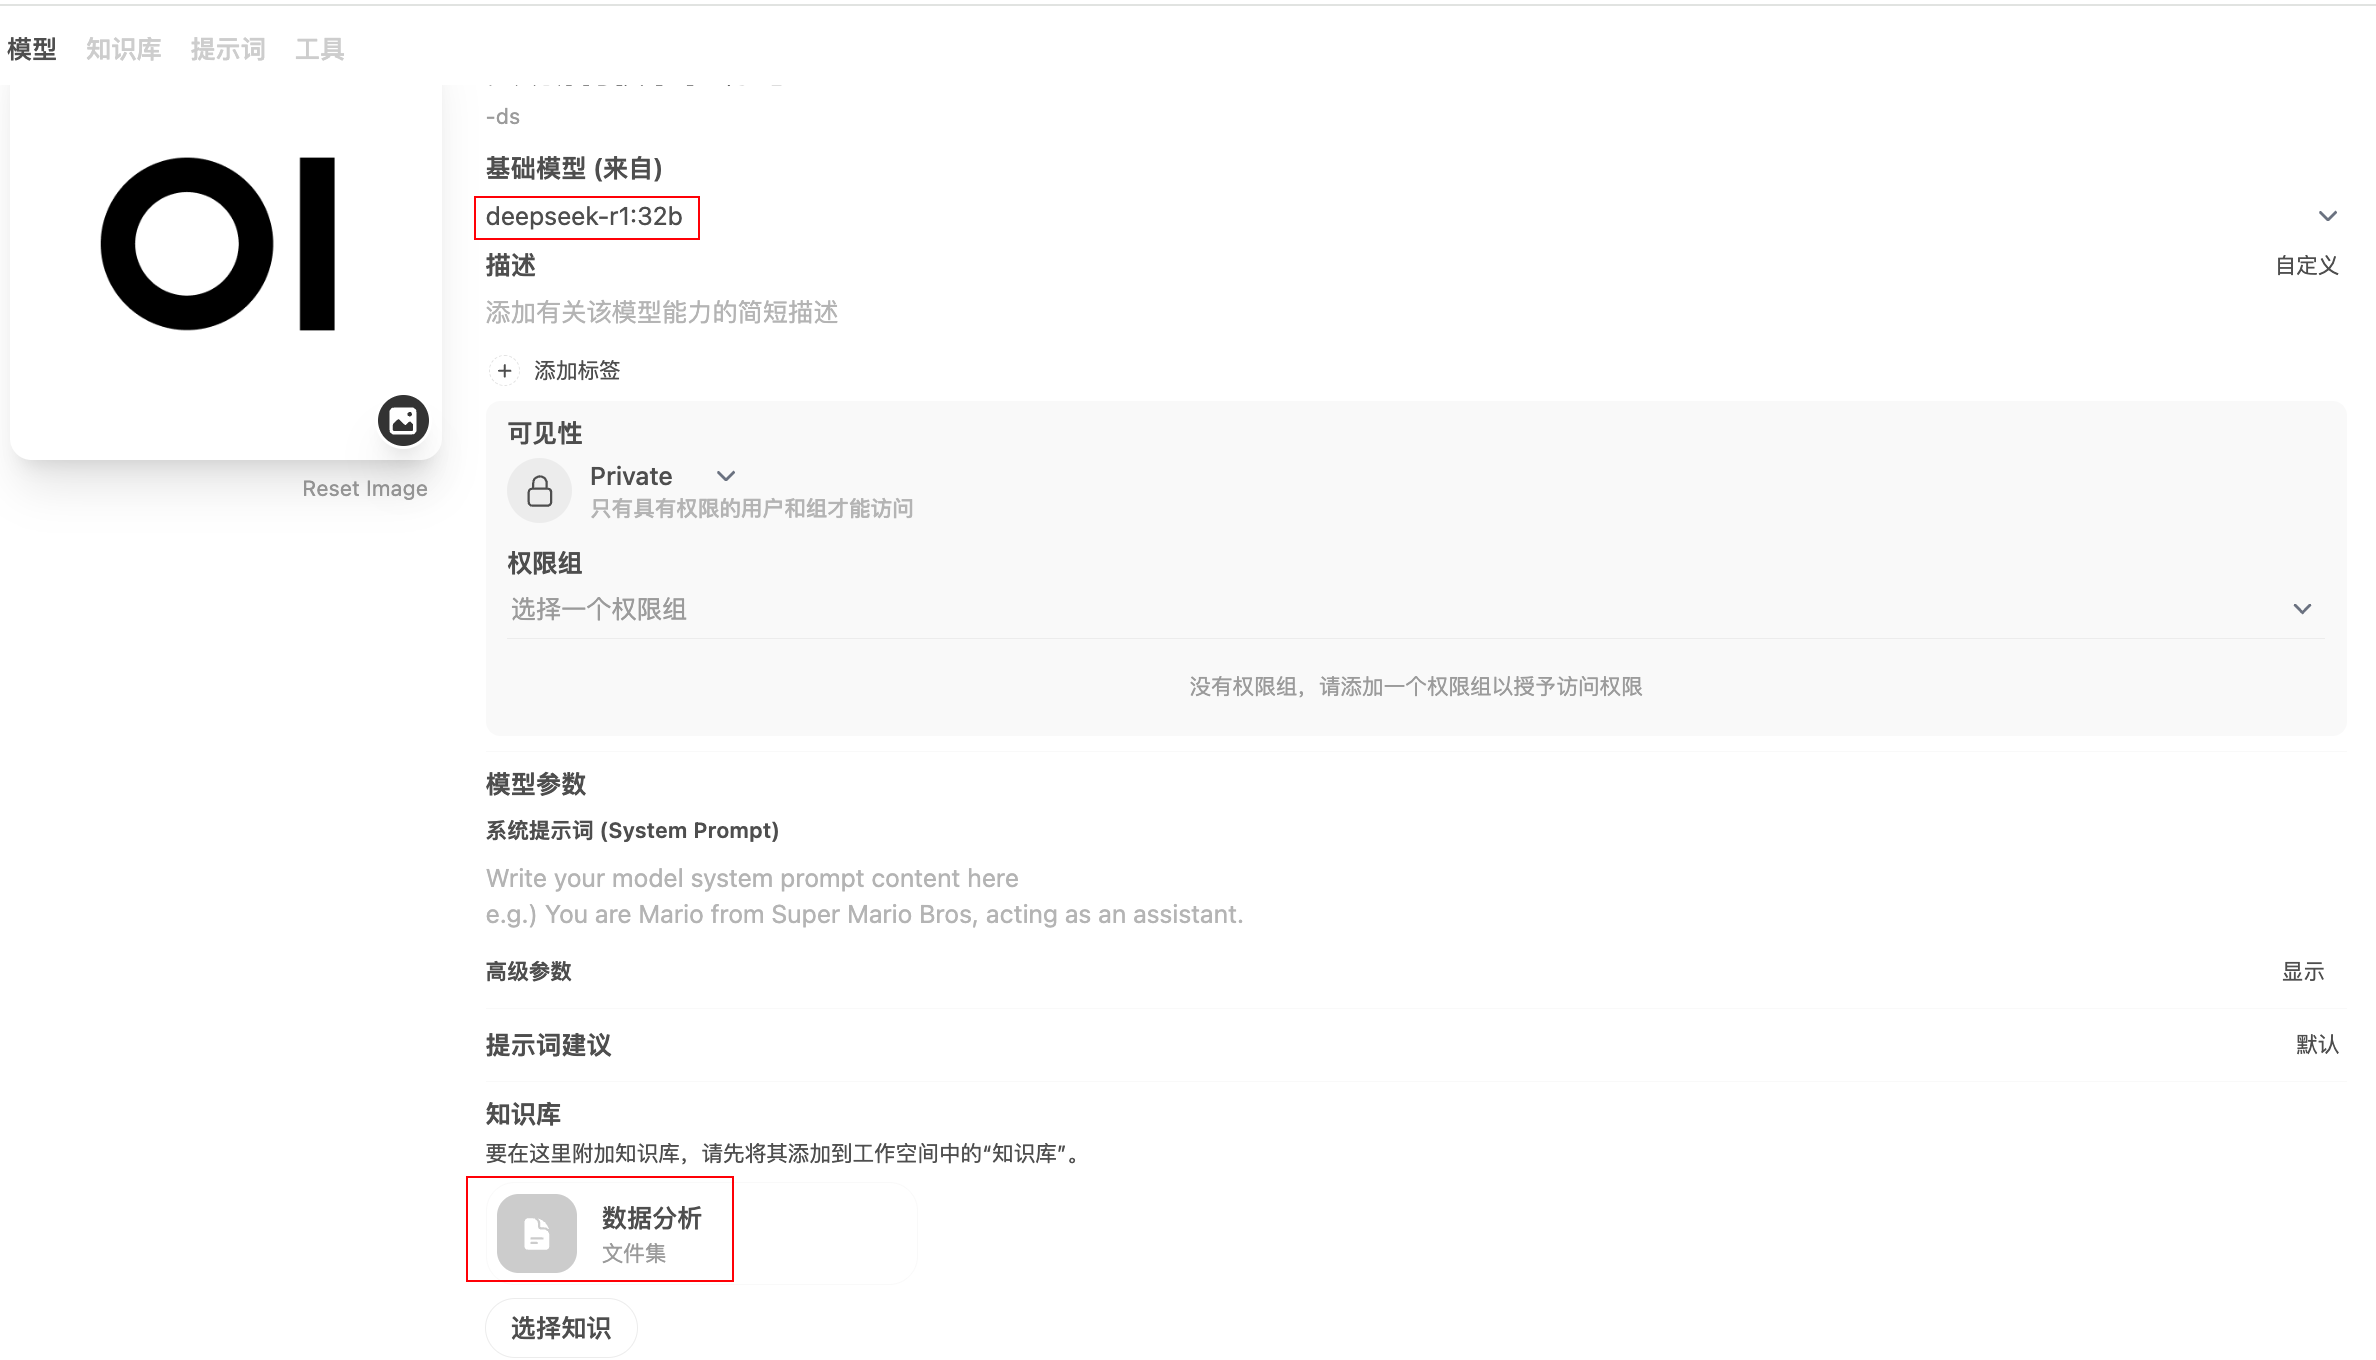 模型 知识库 提示词 工具
-ds
基础模型 (来自)
deepseek-r1:32b
描述 自定义
添加有关该模型能力的简短描述
+ 添加标签
OI
Reset Image
可见性
Private
只有具有权限的用户和组才能访问
权限组
选择一个权限组
没有权限组，请添加一个权限组以授予访问权限
模型参数
系统提示词 (System Prompt)
Write your model system prompt content here
e.g.) You are Mario from Super Mario Bros, acting as an assistant.
高级参数 显示
提示词建议 默认
知识库
要在这里附加知识库，请先将其添加到工作空间中的“知识库”。
数据分析
文件集
选择知识